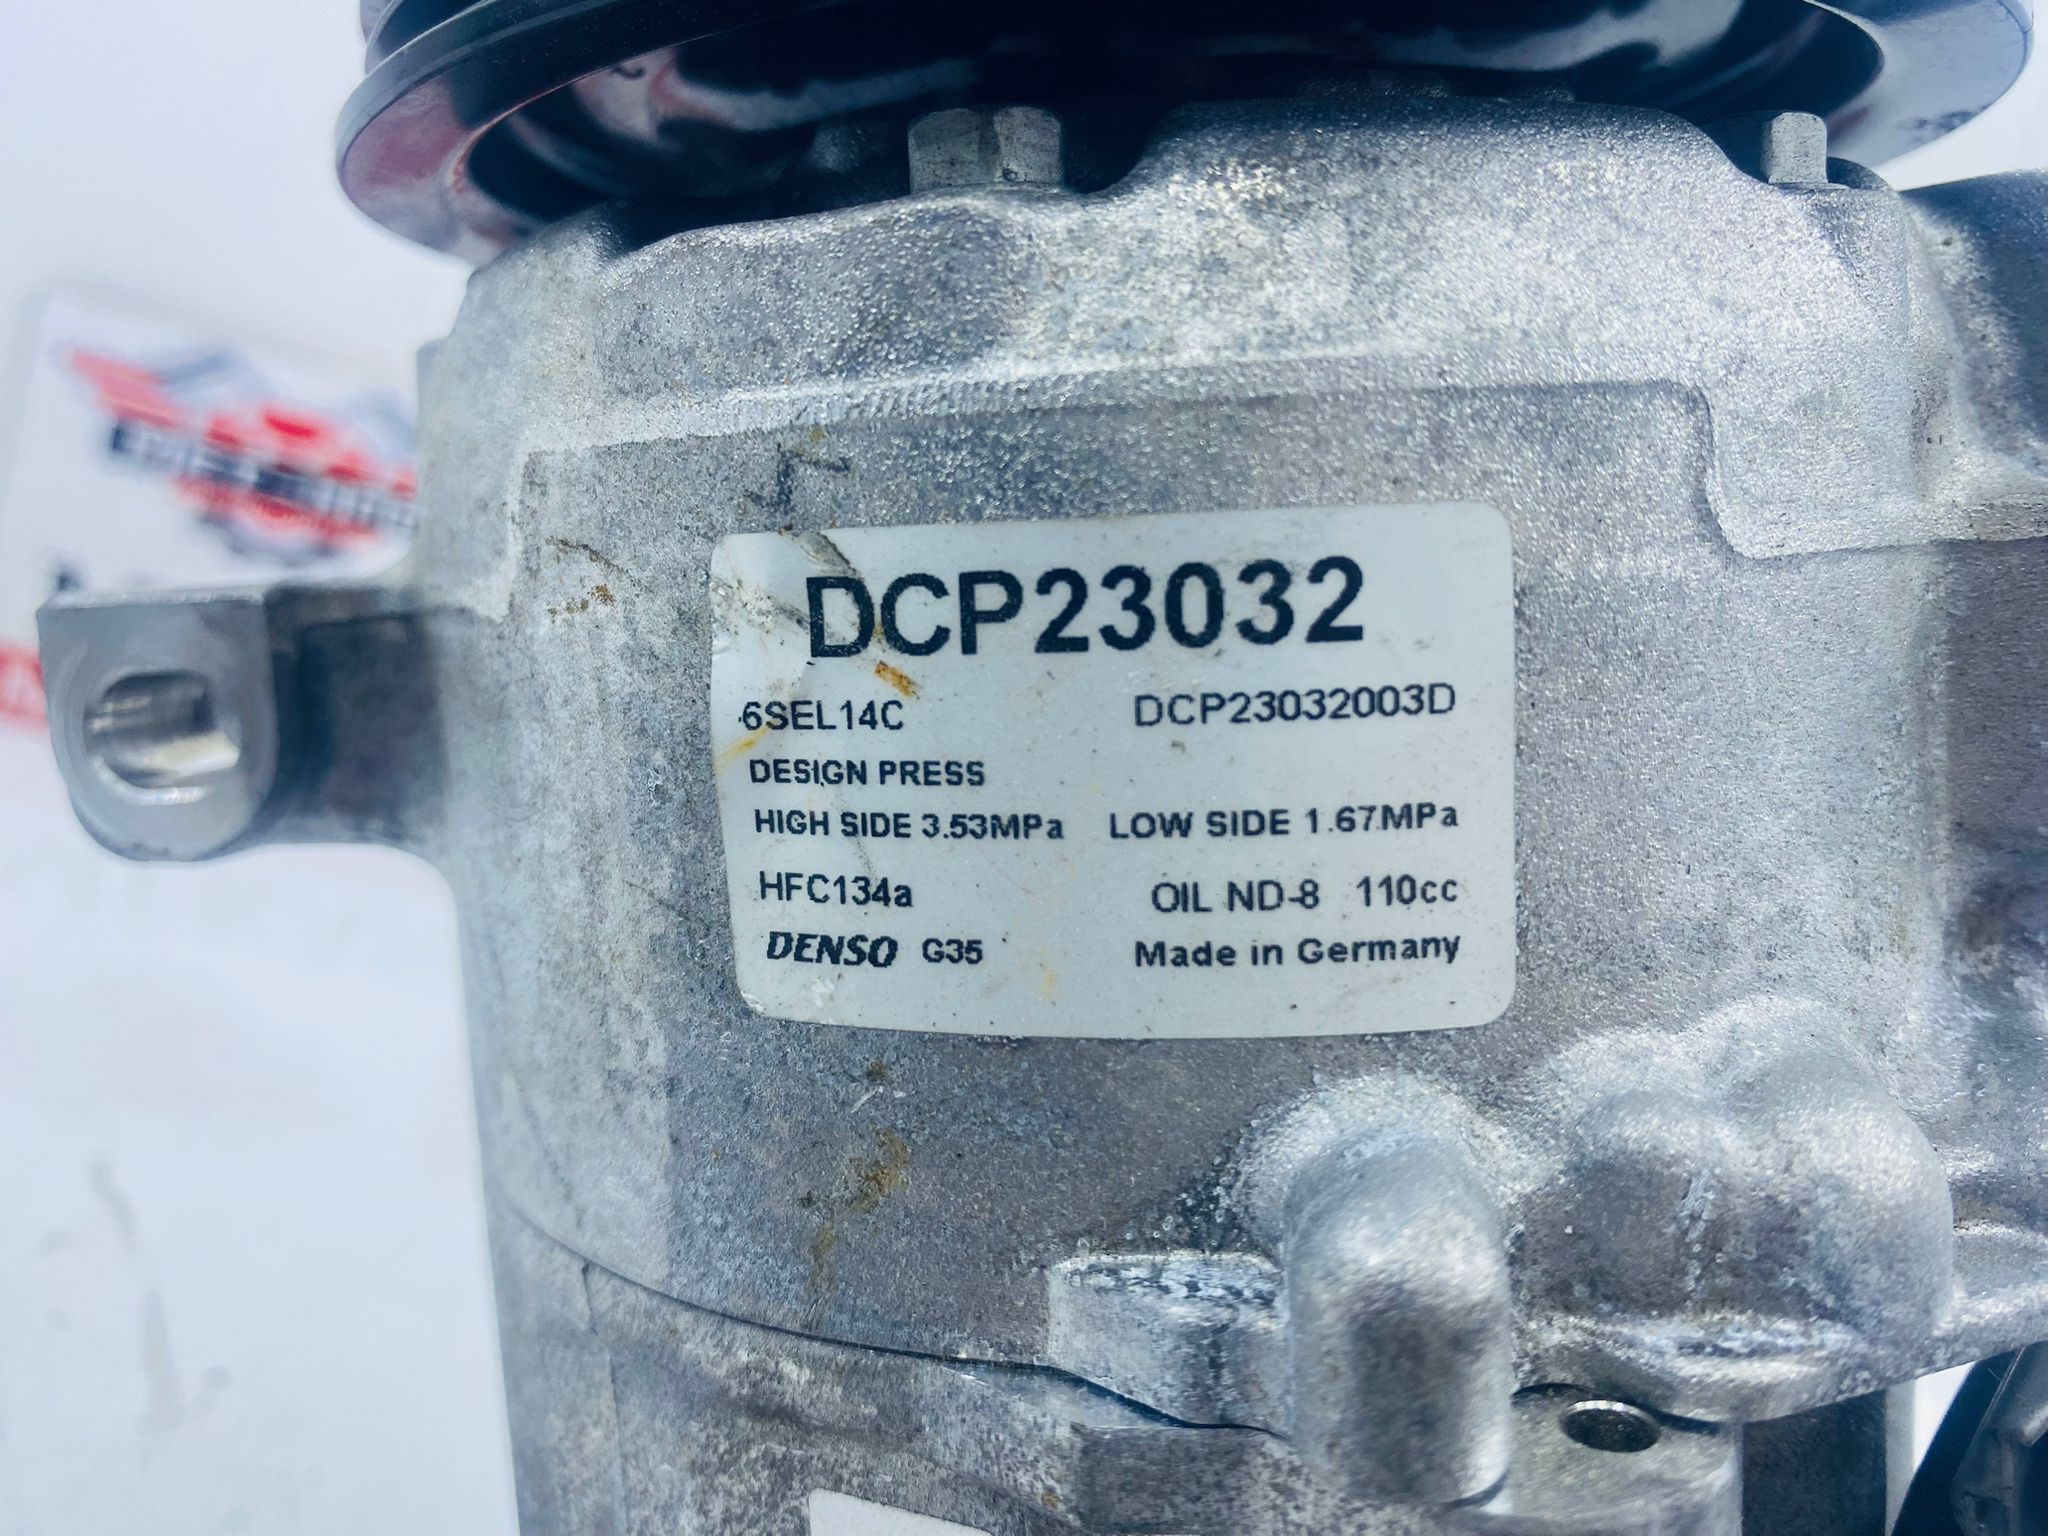 DCP23032
6SEL14C DCP23032003D
DESIGN PRESS
HIGH SIDE 3.53MPa LOW SIDE 1.67MPa
HFC134a OIL ND-8 110cc
DENSO G35 Made in Germany